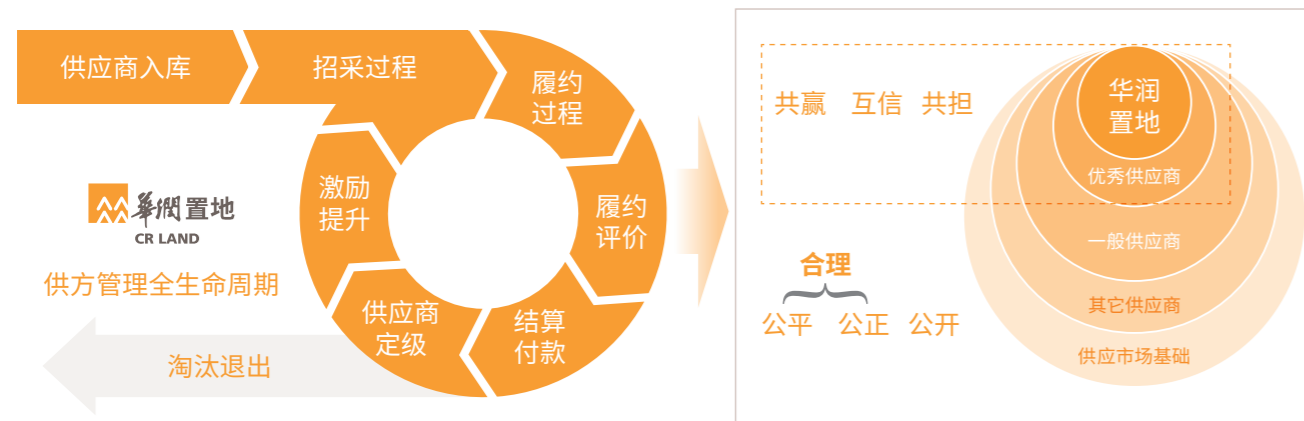 供应商入库
招采过程
履约
过程
履约
评价
结算
付款
供应商
定级
激励
提升
華潤置地
CR LAND
供方管理全生命周期
淘汰退出
共赢 互信 共担
合理
公平 公正 公开
华润
置地
优秀供应商
一般供应商
其它供应商
供应市场基础